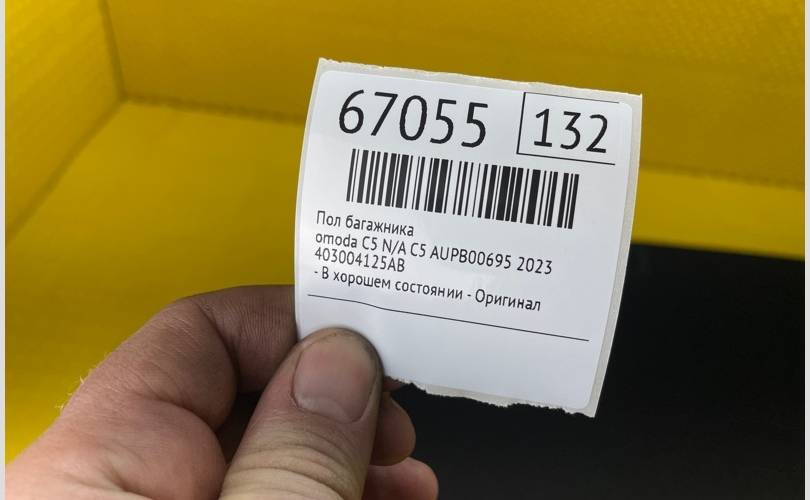 67055 132
Пол багажника
omoda C5 N/A C5 AUPB00695 2023
403004125AB
- В хорошем состоянии - Оригинал